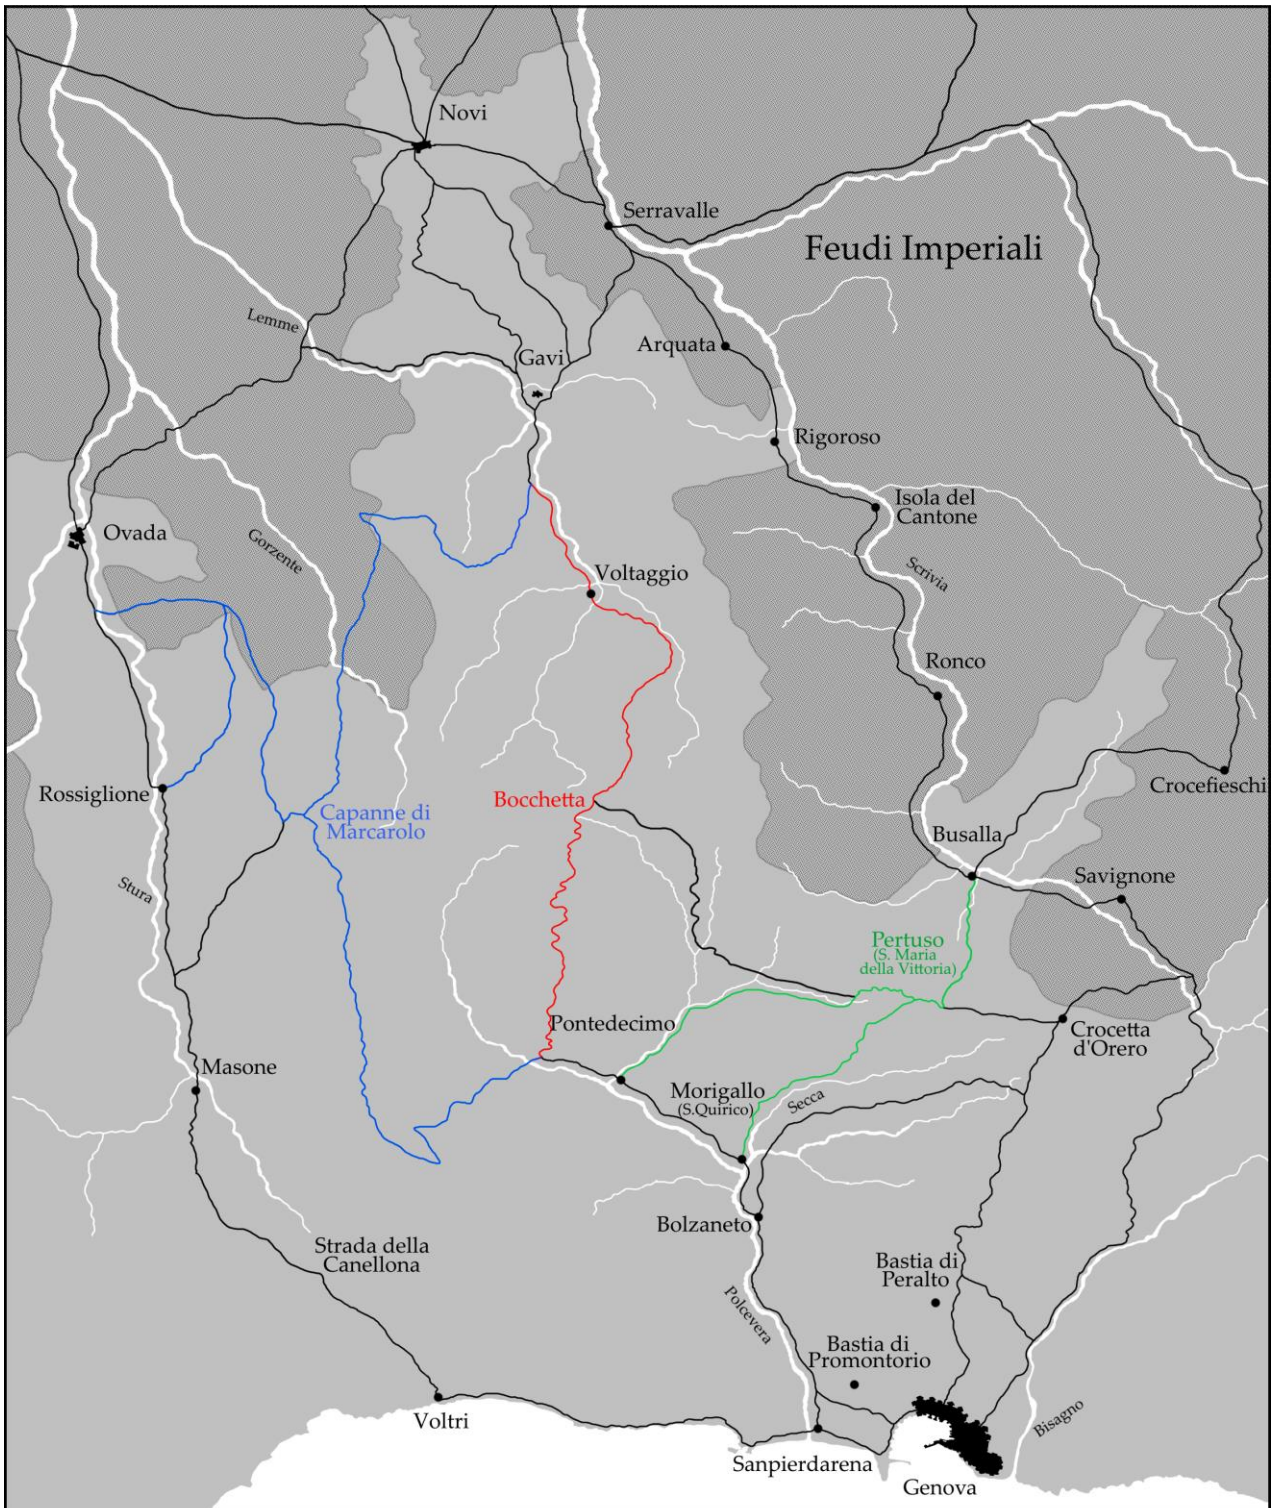 Novi
Serravalle
Feudi Imperiali
Lemme
Gavi
Arquata
Rigoroso
Isola del
Cantone
Ovada
Gorzente
Voltaggio
Scrivia
Ronco
Rossiglione
Crocefieschi
Bocchetta
Capanne di
Marcarolo
Busalla
Savignone
Stura
Pertuso
(S. Maria
della Vittoria)
Pontedecimo
Crocetta
d'Orero
Masone
Morigallo
(S.Quirico)
Secca
Bolzaneto
Strada della
Canellona
Bastia di
Peralto
Polcevera
Bastia di
Promontorio
Voltri
Bisagno
Sanpierdarena
Genova